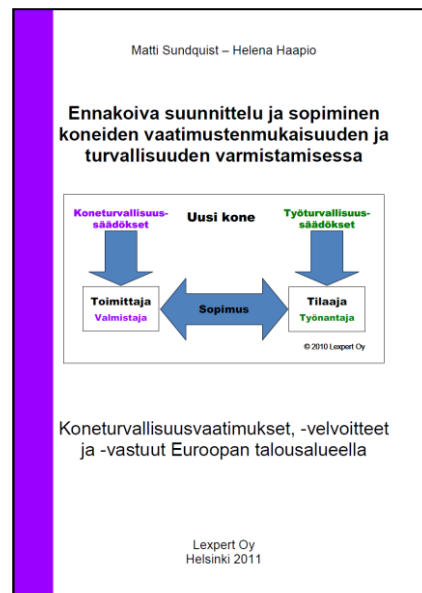 Matti Sundquist – Helena Haapio
Ennakoiva suunnittelu ja sopiminen
koneiden vaatimustenmukaisuuden ja
turvallisuuden varmistamisessa
Koneturvallisuus-
säädökset
Uusi kone
Työturvallisuus-
säädökset
Toimittaja
Valmistaja
Sopimus
Tilaaja
Työnantaja
© 2010 Lexpert Oy
Koneturvallisuusvaatimukset, -velvoitteet
ja -vastuut Euroopan talousalueella
Lexpert Oy
Helsinki 2011